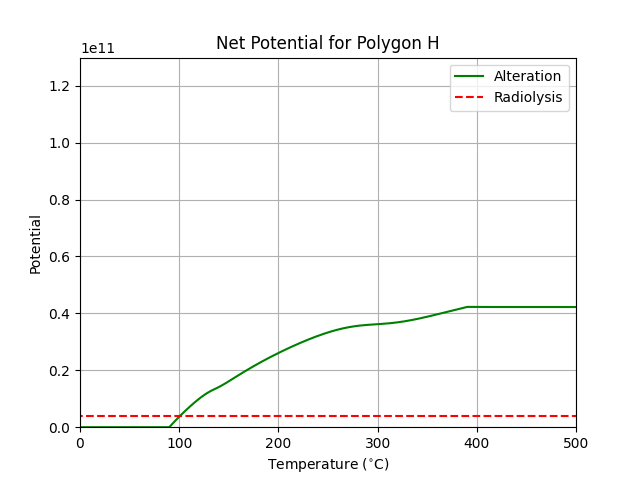 Net Potential for Polygon H
1e11
Alteration
Radiolysis
1.2
1.0
0.8
0.6
0.4
0.2
0.0
Potential
0 100 200 300 400 500
Temperature (°C)